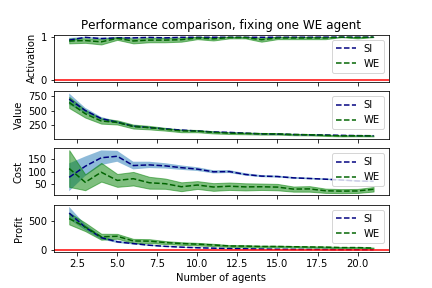 Performance comparison, fixing one WE agent
Activation
1
0
SI
WE
Value
750
500
250
SI
WE
Cost
150
100
50
SI
WE
Profit
500
0
SI
WE
2.5 5.0 7.5 10.0 12.5 15.0 17.5 20.0
Number of agents